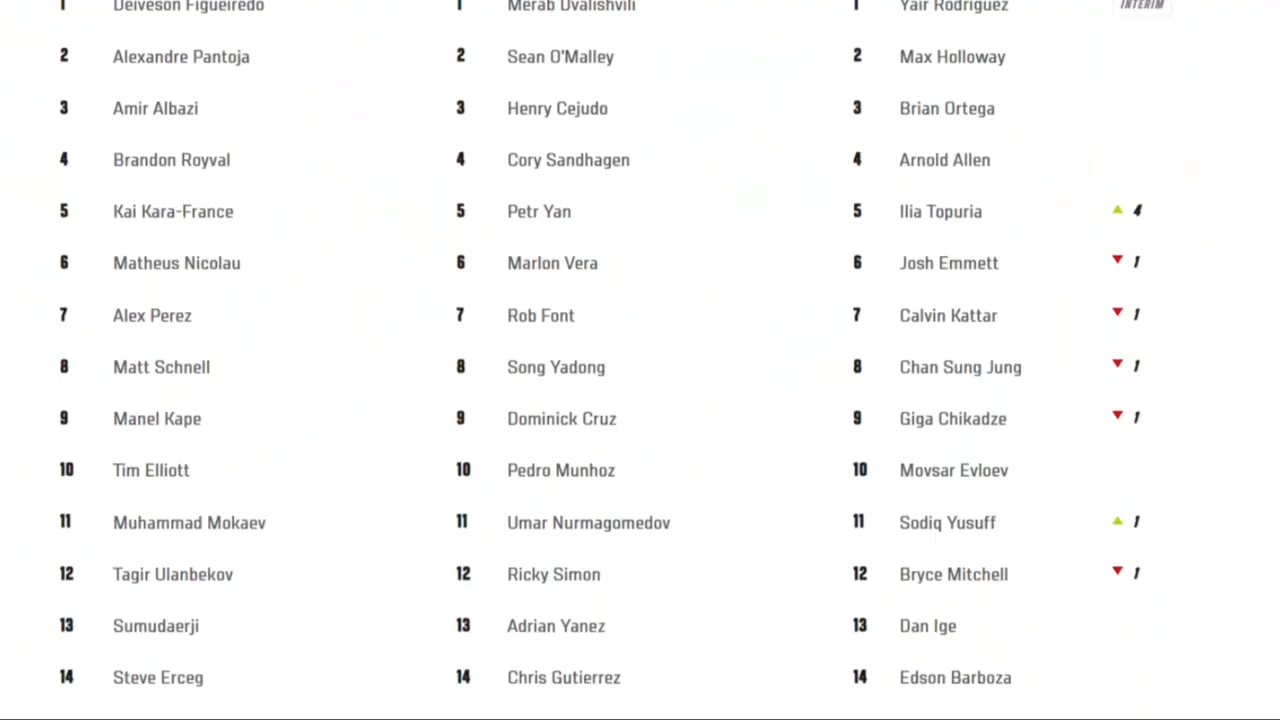 1 Deiveson Figueiredo 1 Merab Dvalishvili 1 Yair Rodriguez INTERIM
2 Alexandre Pantoja 2 Sean O'Malley 2 Max Holloway
3 Amir Albazi 3 Henry Cejudo 3 Brian Ortega
4 Brandon Royval 4 Cory Sandhagen 4 Arnold Allen
5 Kai Kara-France 5 Petr Yan 5 Ilia Topuria 4
6 Matheus Nicolau 6 Marlon Vera 6 Josh Emmett 1
7 Alex Perez 7 Rob Font 7 Calvin Kattar 1
8 Matt Schnell 8 Song Yadong 8 Chan Sung Jung 1
9 Manel Kape 9 Dominick Cruz 9 Giga Chikadze 1
10 Tim Elliott 10 Pedro Munhoz 10 Movsar Evloev
11 Muhammad Mokaev 11 Umar Nurmagomedov 11 Sodiq Yusuff 1
12 Tagir Ulanbekov 12 Ricky Simon 12 Bryce Mitchell 1
13 Sumudaerji 13 Adrian Yanez 13 Dan Ige
14 Steve Erceg 14 Chris Gutierrez 14 Edson Barboza